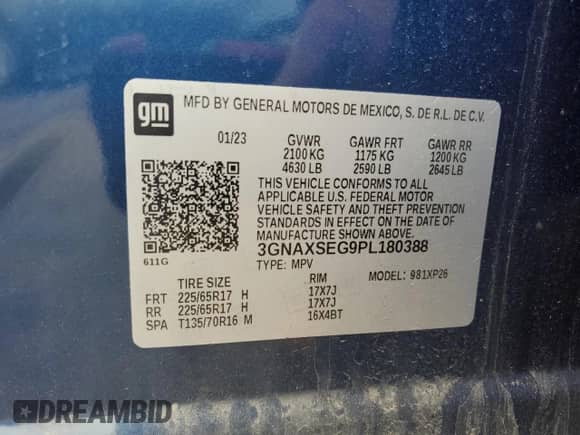 gm MFD BY GENERAL MOTORS DE MEXICO, S. DE R.L. DE C.V.
01/23 GVWR GAWR FRT GAWR RR
2100 KG 1175 KG 1200 KG
4630 LB 2590 LB 2645 LB
THIS VEHICLE CONFORMS TO ALL
APPLICABLE U.S. FEDERAL MOTOR
VEHICLE SAFETY AND THEFT PREVENTION
STANDARDS IN EFFECT ON THE DATE OF
MANUFACTURE SHOWN ABOVE.
3GNAXSEG9PL180388
611G
TYPE: MPV MODEL: 981XP26
TIRE SIZE RIM
FRT 225/65R17 H 17X7J
RR 225/65R17 H 17X7J
SPA T135/70R16 M 16X4BT
DREAMBID